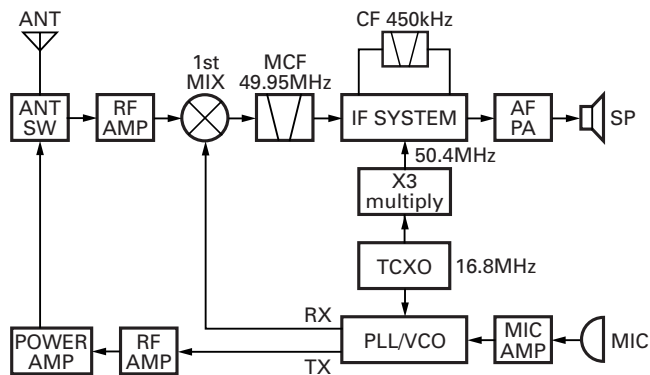 ANT
CF 450kHz
1st
MIX
MCF
49.95MHz
ANT
SW
RF
AMP
IF SYSTEM
AF
PA
SP
50.4MHz
X3
multiply
TCXO
16.8MHz
RX
PLL/VCO
MIC
AMP
MIC
POWER
AMP
RF
AMP
TX